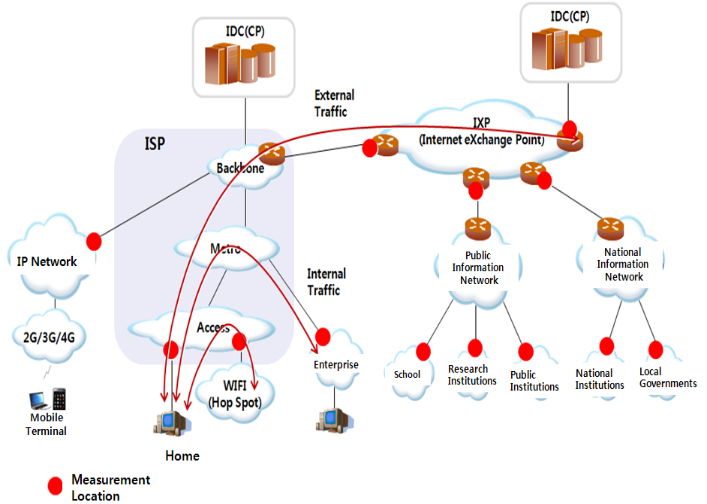 IDC(CP)
IDC(CP)
External
Traffic
IXP
(Internet eXchange Point)
ISP
Backbone
IP Network
Metro
Internal
Traffic
Public
Information
Network
National
Information
Network
2G/3G/4G
Access
Enterprise
School
Research
Institutions
Public
Institutions
National
Institutions
Local
Governments
WIFI
(Hop Spot)
Mobile
Terminal
Home
Measurement
Location